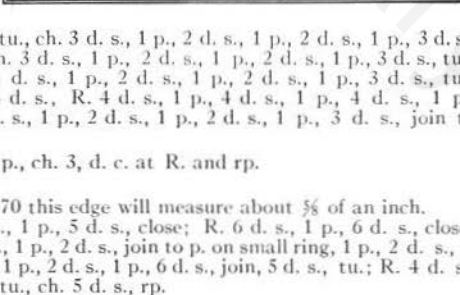 tu., ch. 3 d. s., 1 p., 2 d. s., 1 p., 2 d. s., 1 p., 3 d. s
h. 3 d. s., 1 p., 2 d. s., 1 p., 2 d. s., 1 p., 3 d. s., tu
d. s., 1 p., 2 d. s., 1 p., 2 d. s., 1 p., 3 d. s., tu
d. s., R. 4 d. s., 1 p., 4 d. s., 1 p., 4 d. s., 1 p
. s., 1 p., 2 d. s., 1 p., 2 d. s., 1 p., 3 d. s., join t
p., ch. 3, d. c. at R. and rp.
70 this edge will measure about ⅝ of an inch.
., 1 p., 5 d. s., close; R. 6 d. s., 1 p., 6 d. s., close
., 1 p., 2 d. s., join to p. on small ring, 1 p., 2 d. s.,
1 p., 2 d. s., 1 p., 6 d. s., join, 5 d. s., tu.; R. 4 d. s
tu., ch. 5 d. s., rp.